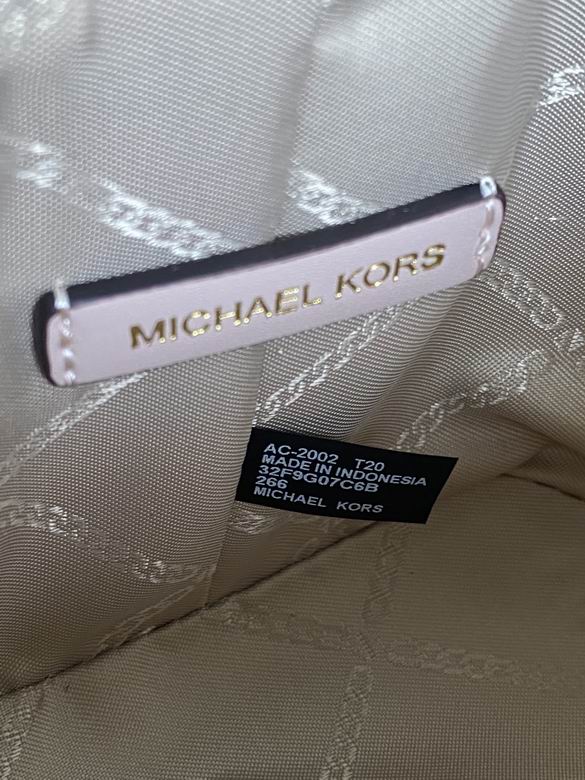 MICHAEL KORS
AC-2002 T20
MADE IN INDONESIA
32F9G07C6B
266
MICHAEL KORS